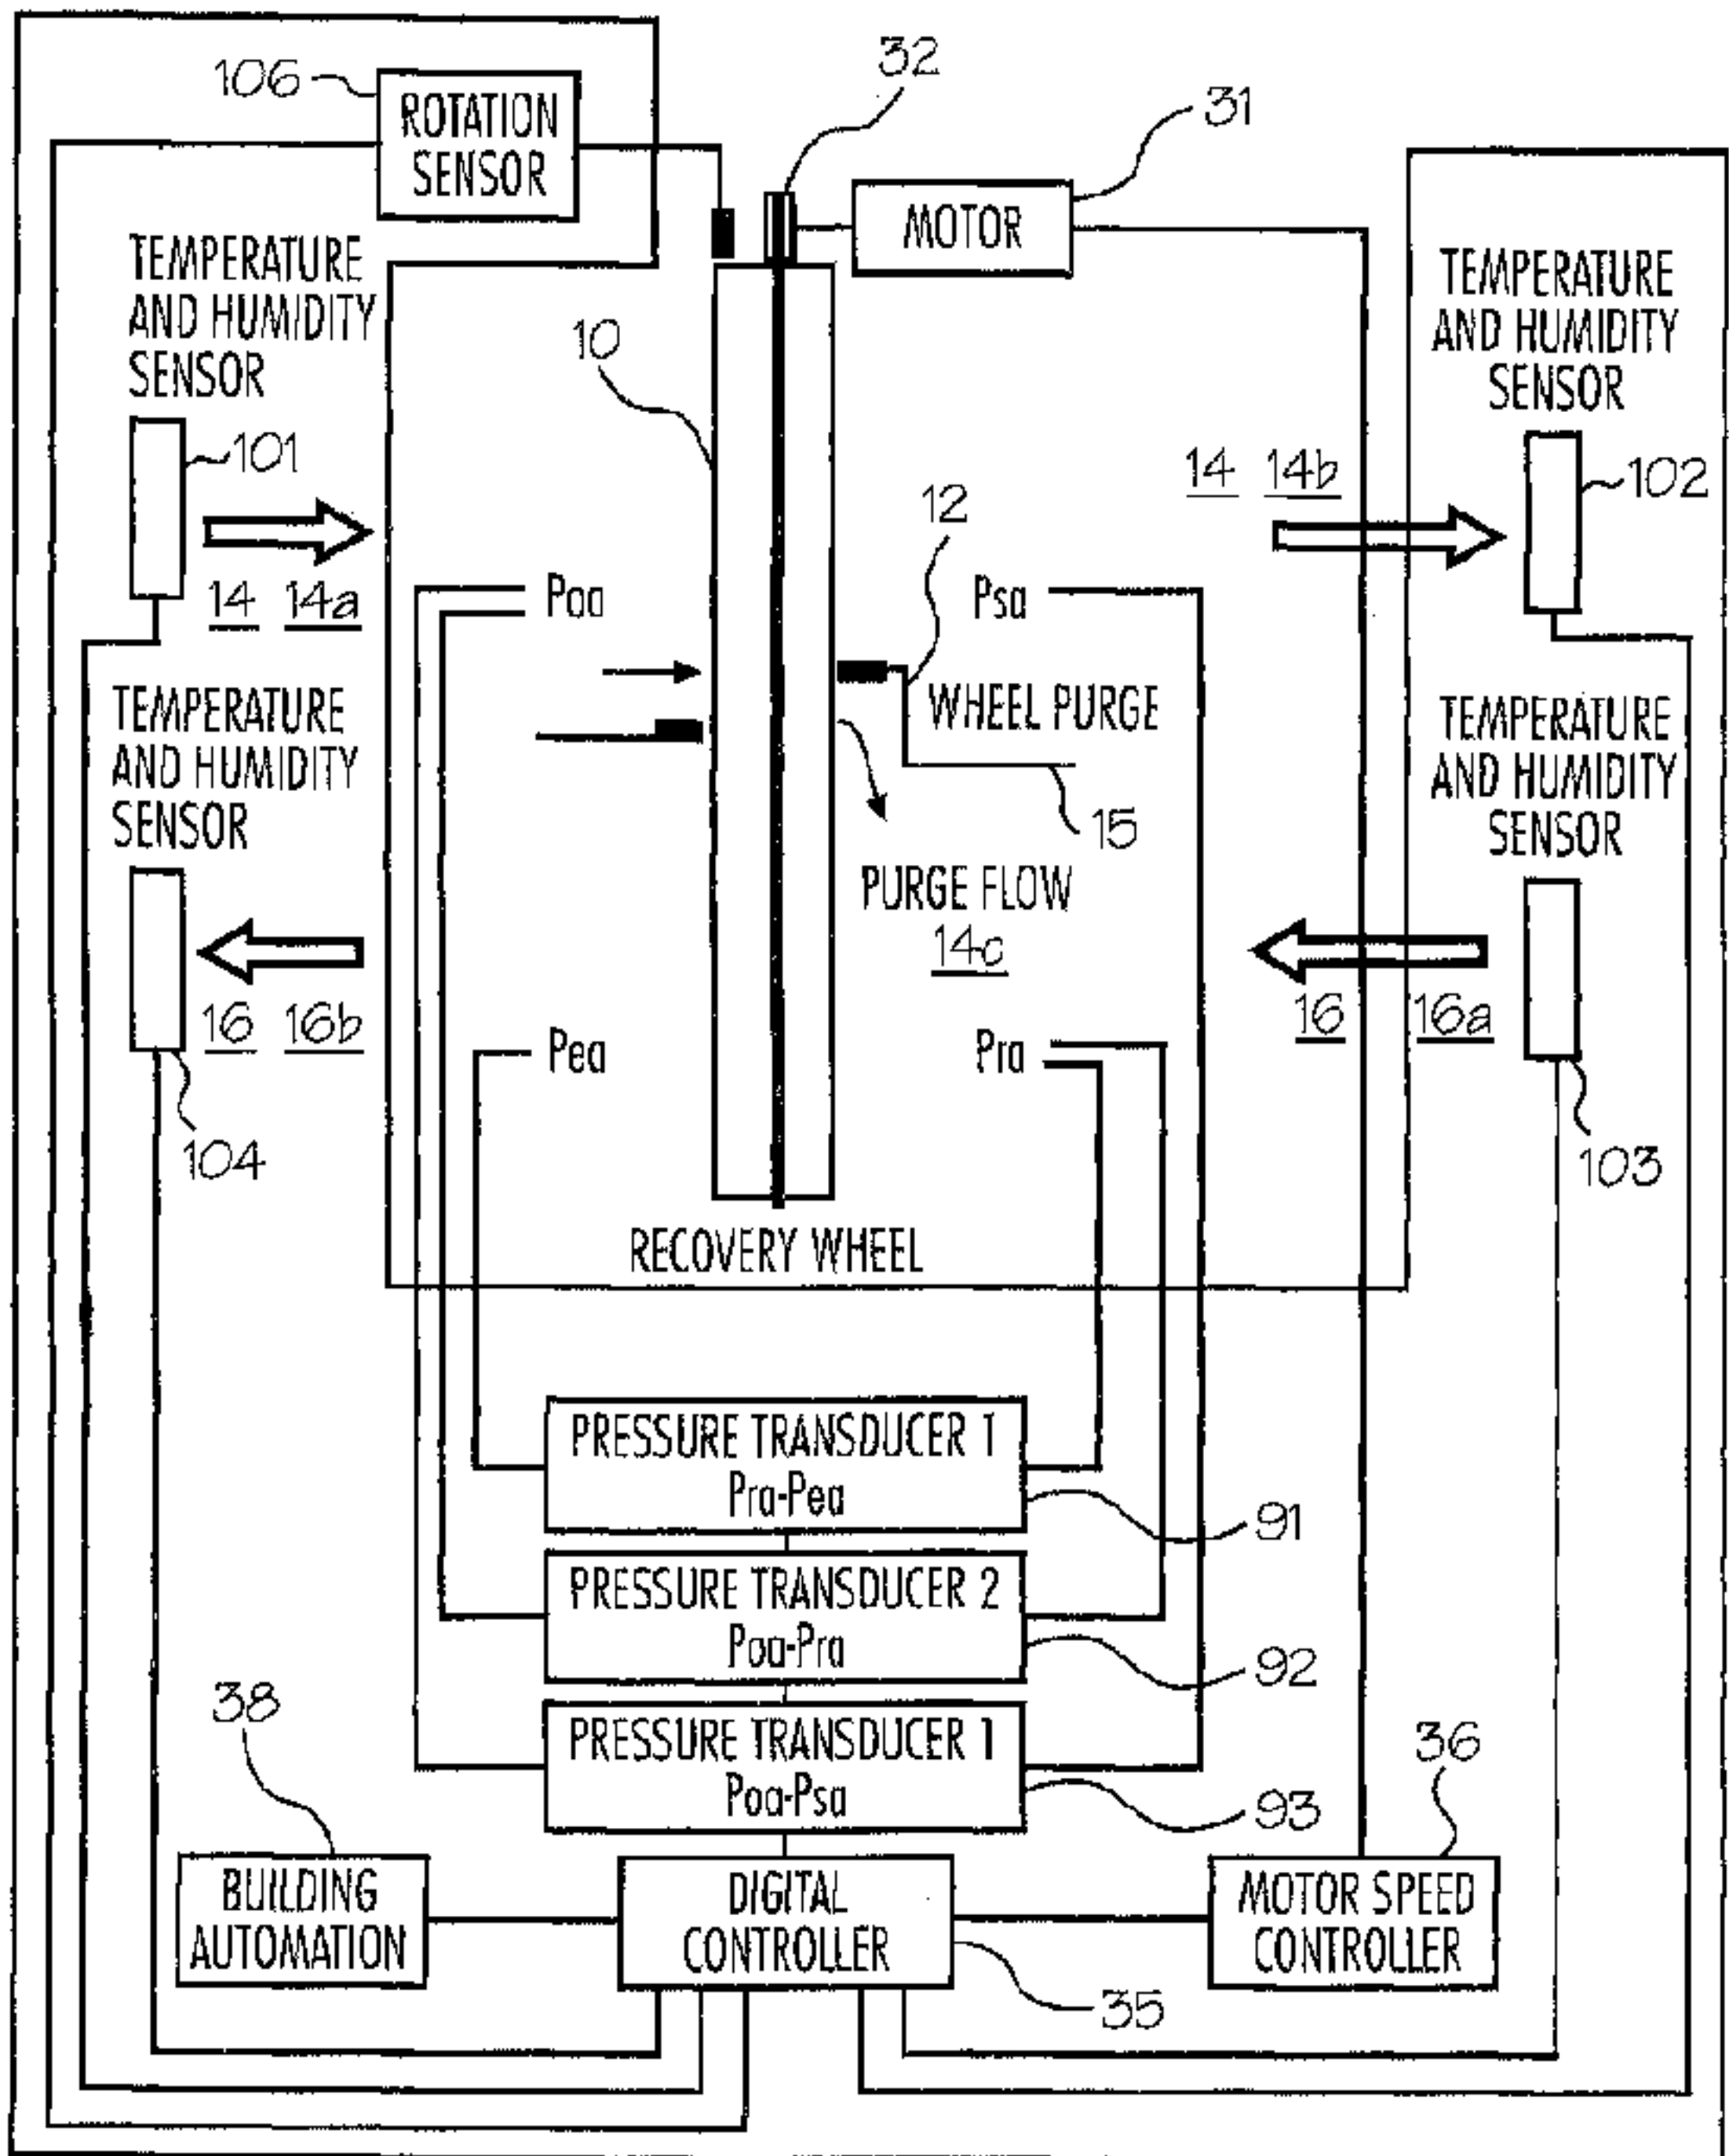 32
106
ROTATION
SENSOR
31
MOTOR
TEMPERATURE
AND HUMIDITY
SENSOR
TEMPERATURE
AND HUMIDITY
SENSOR
10
101
14 14b
102
12
14 14a
Poa
Psa
TEMPERATURE
AND HUMIDITY
SENSOR
WHEEL PURGE
TEMPERATURE
AND HUMIDITY
SENSOR
15
PURGE FLOW
14c
16 16b
16 16a
Pea
Pra
104
103
RECOVERY WHEEL
PRESSURE TRANSDUCER 1
Pra-Pea
91
PRESSURE TRANSDUCER 2
Poa-Pra
92
38
PRESSURE TRANSDUCER 1
Poa-Psa
36
93
BUILDING
AUTOMATION
DIGITAL
CONTROLLER
MOTOR SPEED
CONTROLLER
35